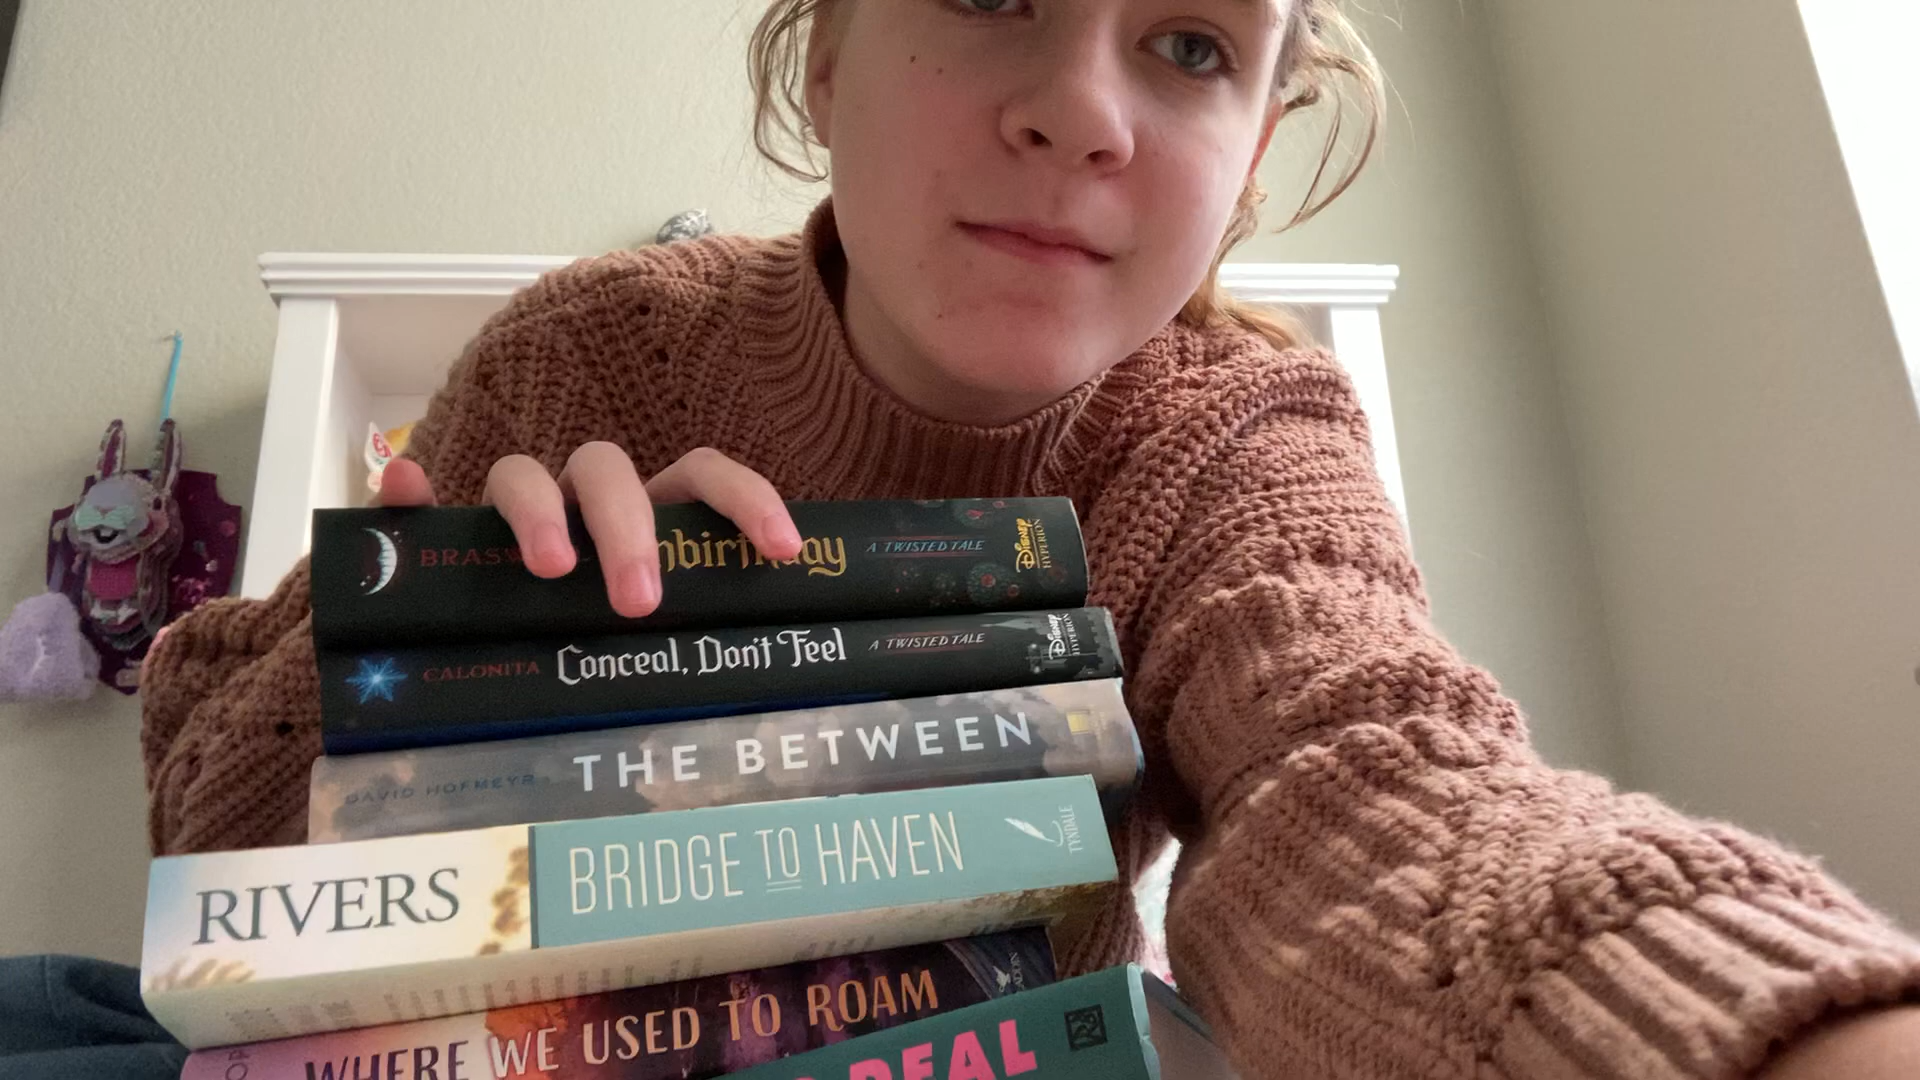 nbirthday A TWISTED TALE DISNEY HYPERION
CALONITA Conceal, Don't Feel A TWISTED TALE DISNEY HYPERION
DAVID HOFMEYR THE BETWEEN
RIVERS BRIDGE TO HAVEN TYNDALE
WHERE WE USED TO ROAM
REAL